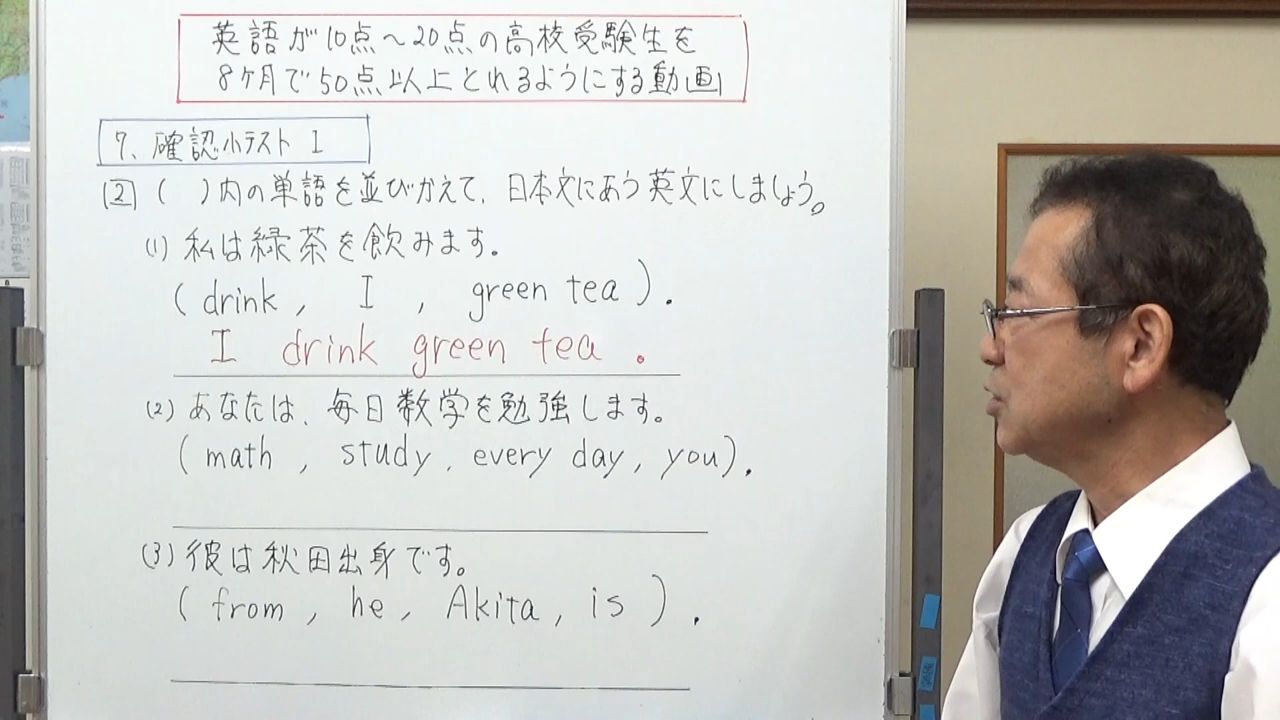 英語が10点～20点の高校受験生を
8ヶ月で50点以上とれるようにする動画
7、確認小テスト I
2 ( )内の単語を並びかえて、日本文にあう英文にしましょう。
(1) 私は緑茶を飲みます。
(drink, I, green tea).
I drink green tea.
(2) あなたは、毎日数学を勉強します。
(math, study, every day, you).
(3) 彼は秋田出身です。
(from, he, Akita, is).